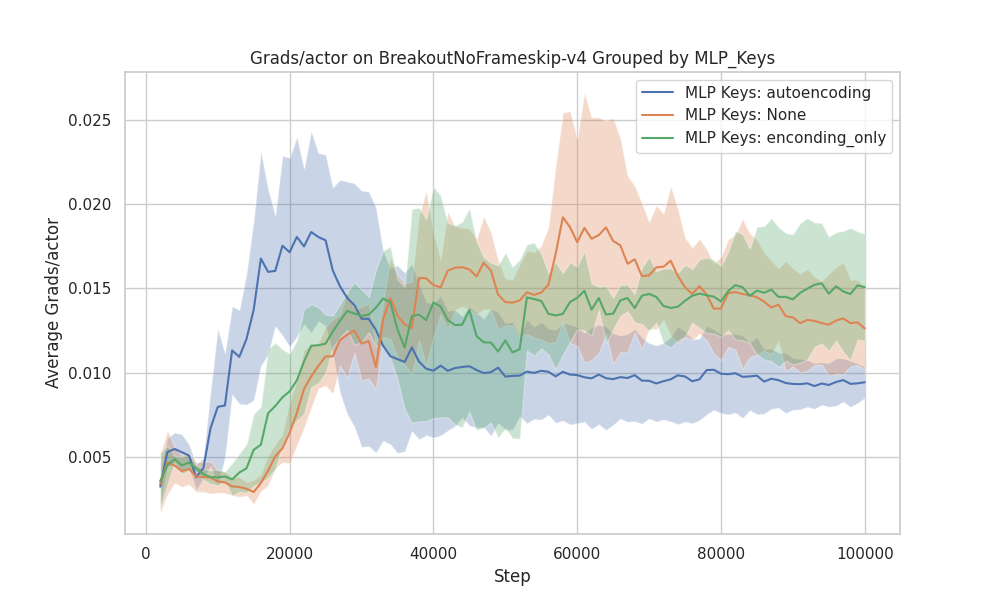 Grads/actor on BreakoutNoFrameskip-v4 Grouped by MLP_Keys
MLP Keys: autoencoding
MLP Keys: None
MLP Keys: enconding_only
Average Grads/actor
0.025
0.020
0.015
0.010
0.005
0
20000
40000
60000
80000
100000
Step